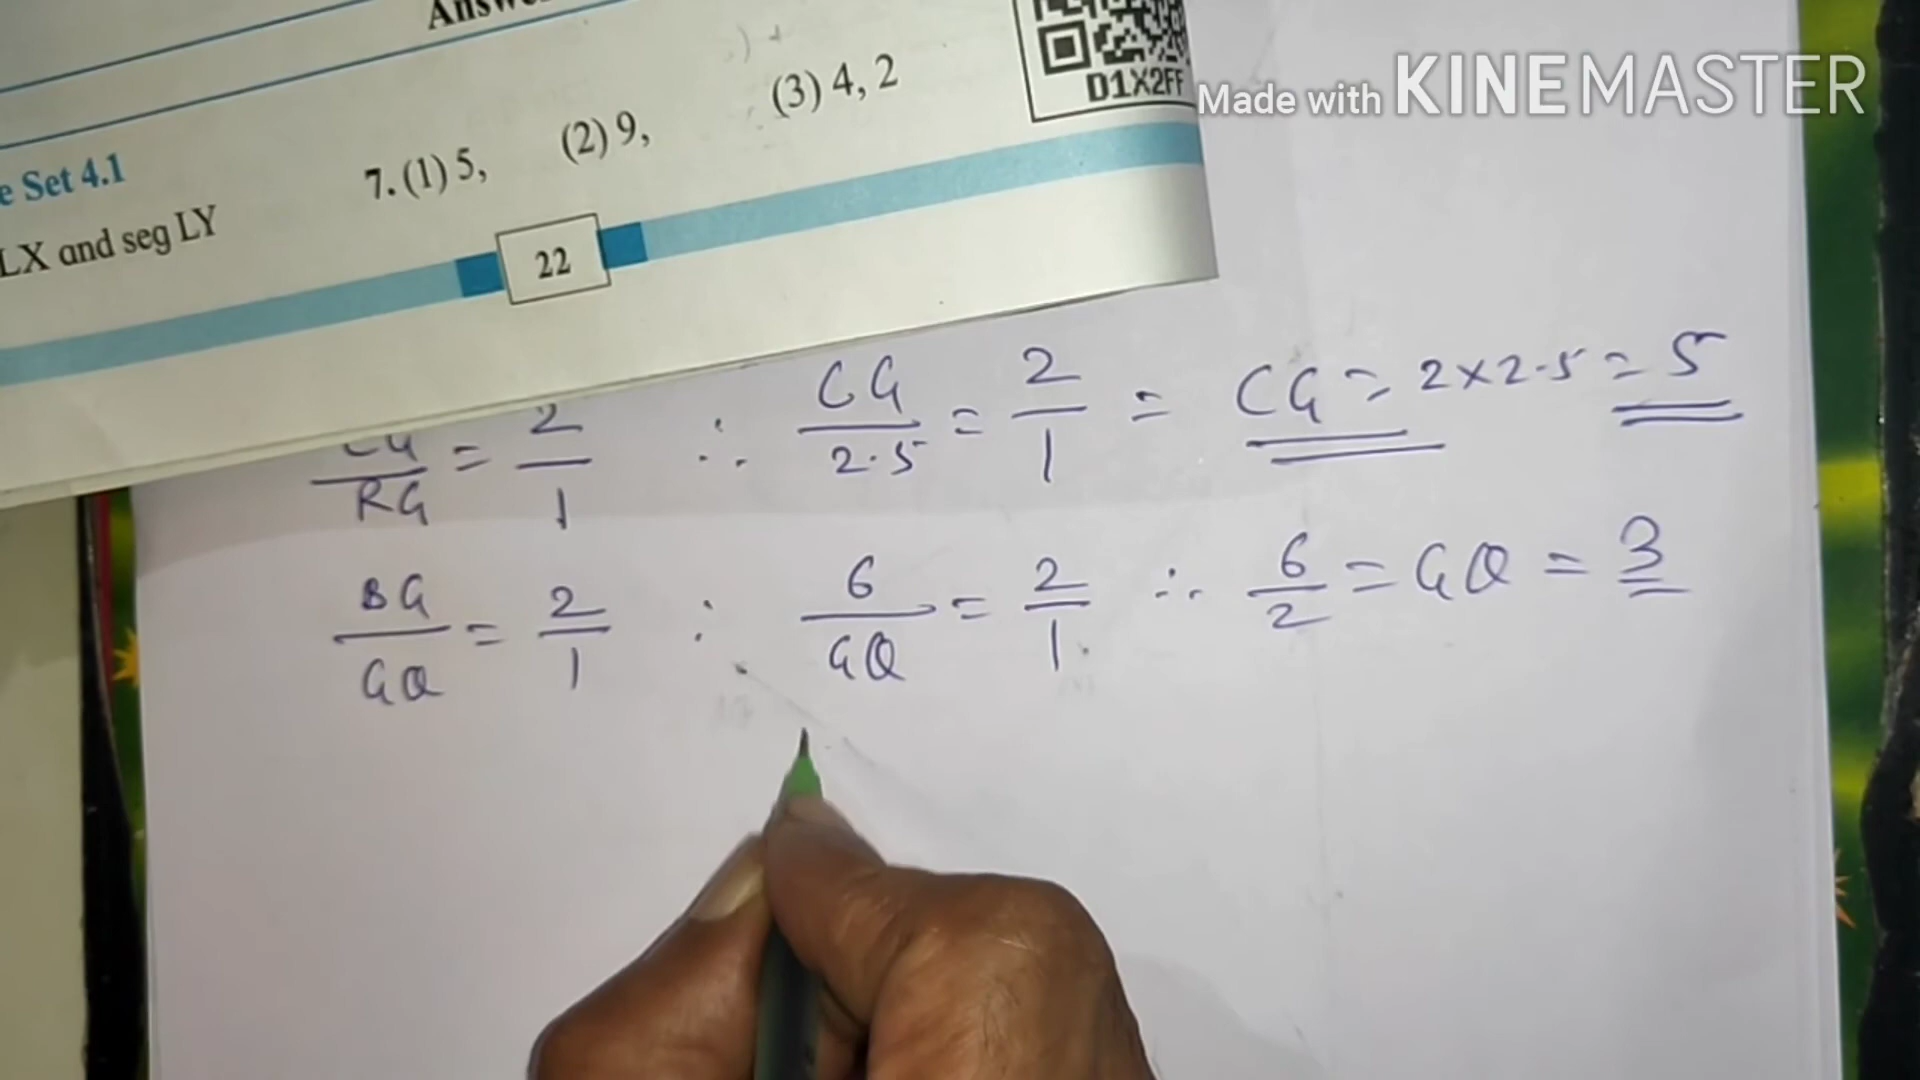 Made with KINEMASTER
D1X2FF
e Set 4.1
7. (1) 5, (2) 9, (3) 4, 2
LX and seg LY
22
CG/RG = 2/1 ∴ CG/2.5 = 2/1 = CG = 2×2.5 = 5
BG/GQ = 2/1 : 6/GQ = 2/1 ∴ 6/2 = GQ = 3